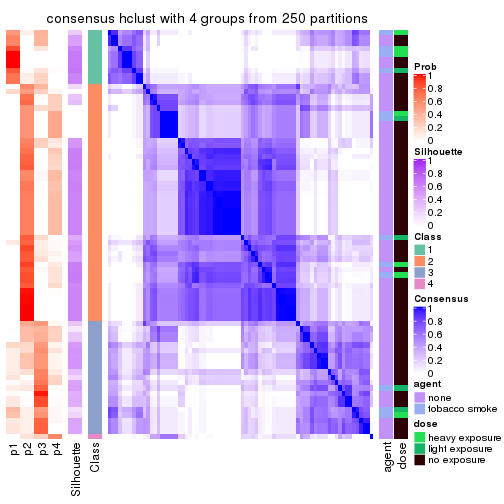 consensus hclust with 4 groups from 250 partitions
Prob
1
0.8
0.6
0.4
0.2
0
Silhouette
1
0.8
0.6
0.4
0.2
0
Class
1
2
3
4
Consensus
1
0.8
0.6
0.4
0.2
0
agent
none
tobacco smoke
dose
heavy exposure
light exposure
no exposure
p1
p2
p3
p4
Silhouette
Class
agent
dose